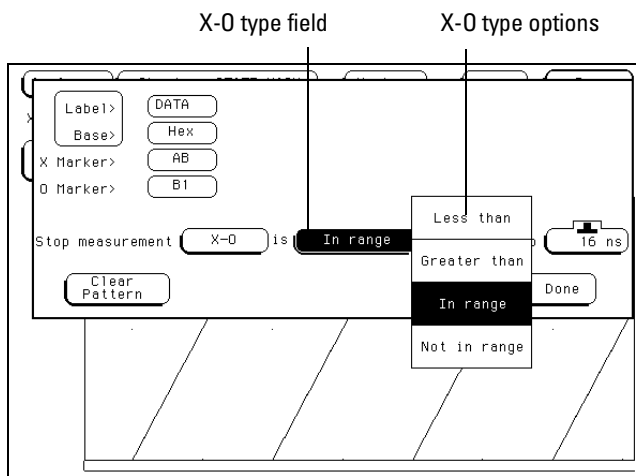 X-O type field X-O type options
Label> DATA
Base> Hex
X Marker> AB
O Marker> B1
Less than
Stop measurement X-O is In range 16 ns
Greater than
Clear
Pattern
Done
In range
Not in range